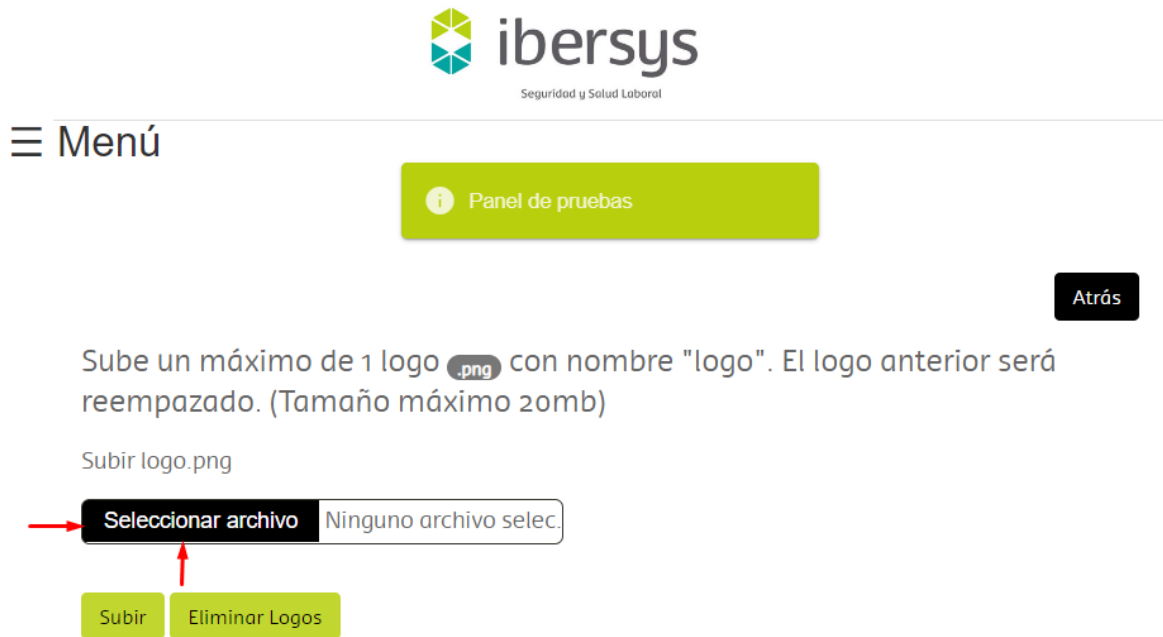 ibersys
Seguridad y Salud Laboral
☰ Menú
Panel de pruebas
Atrás
Sube un máximo de 1 logo .png con nombre "logo". El logo anterior será
reempazado. (Tamaño máximo 20mb)
Subir logo.png
Seleccionar archivo Ninguno archivo selec.
Subir Eliminar Logos